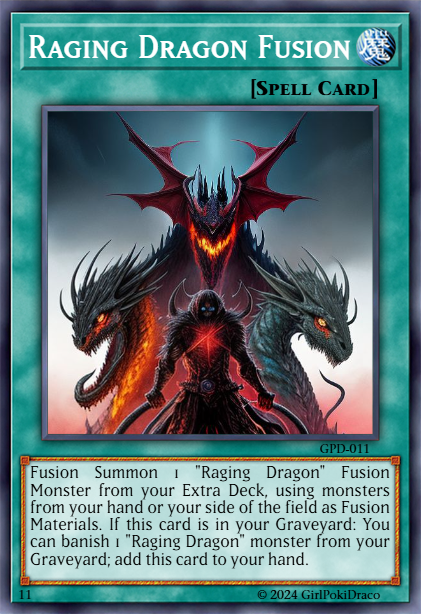 Raging Dragon Fusion 魔
[Spell Card]
GPD-011
Fusion Summon 1 "Raging Dragon" Fusion
Monster from your Extra Deck, using monsters
from your hand or your side of the field as Fusion
Materials. If this card is in your Graveyard: You
can banish 1 "Raging Dragon" monster from your
Graveyard; add this card to your hand.
11 © 2024 GirlPokiDraco